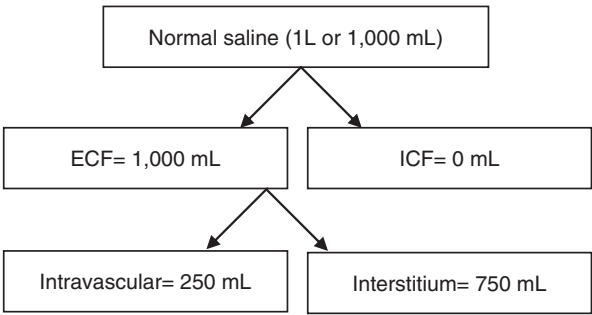 Normal saline (1L or 1,000 mL)
ECF= 1,000 mL
ICF= 0 mL
Intravascular= 250 mL
Interstitium= 750 mL